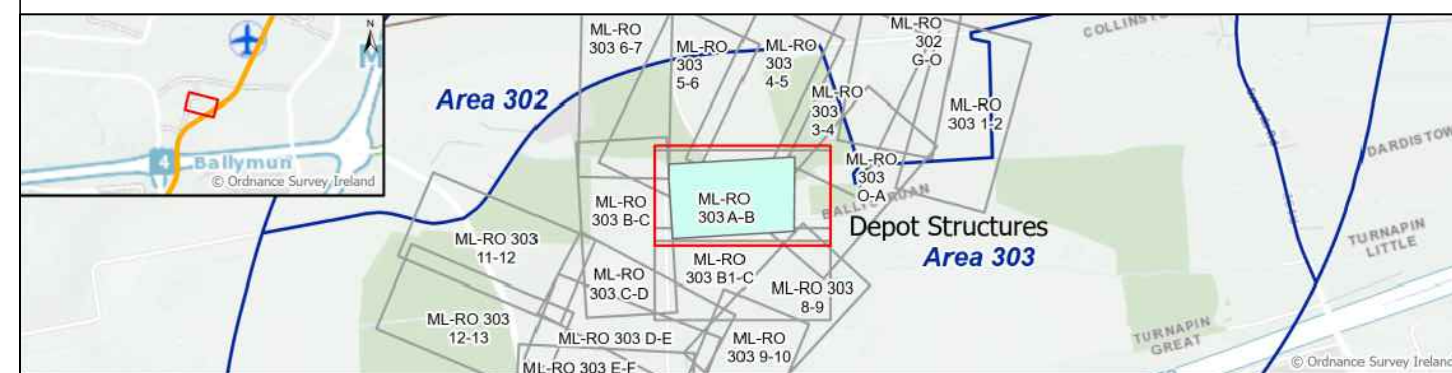 N
M
4
Ballymun
© Ordnance Survey Ireland
Area 302
ML-RO
303 6-7
ML-RO
303
5-6
ML-RO
303
4-5
ML-RO
302
G-O
ML-RO
303
3-4
ML-RO
303 1-2
ML-RO
303
O-A
ML-RO
303 B-C
ML-RO
303 A-B
Depot Structures
Area 303
ML-RO 303
11-12
ML-RO
303 C-D
ML-RO
303 B1-C
ML-RO 303
8-9
ML-RO 303
12-13
ML-RO 303 D-E
ML-RO
303 9-10
ML-RO 303 E-F
TURNAPIN
LITTLE
TURNAPIN
GREAT
© Ordnance Survey Ireland